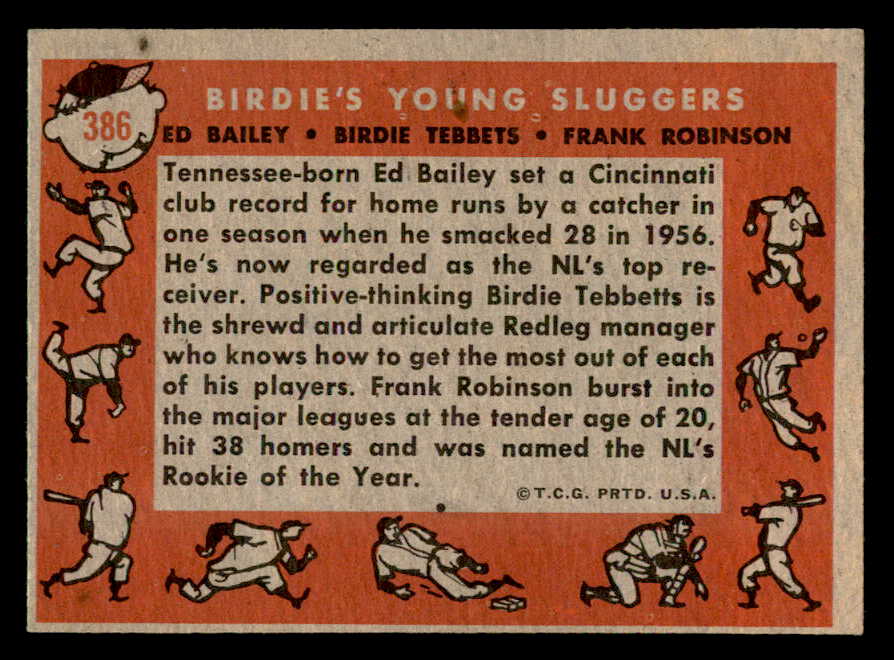 386
BIRDIE'S YOUNG SLUGGERS
ED BAILEY • BIRDIE TEBBETS • FRANK ROBINSON
Tennessee-born Ed Bailey set a Cincinnati
club record for home runs by a catcher in
one season when he smacked 28 in 1956.
He's now regarded as the NL's top re-
ceiver. Positive-thinking Birdie Tebbetts is
the shrewd and articulate Redleg manager
who knows how to get the most out of each
of his players. Frank Robinson burst into
the major leagues at the tender age of 20,
hit 38 homers and was named the NL's
Rookie of the Year.
© T.C.G. PRTD. U.S.A.